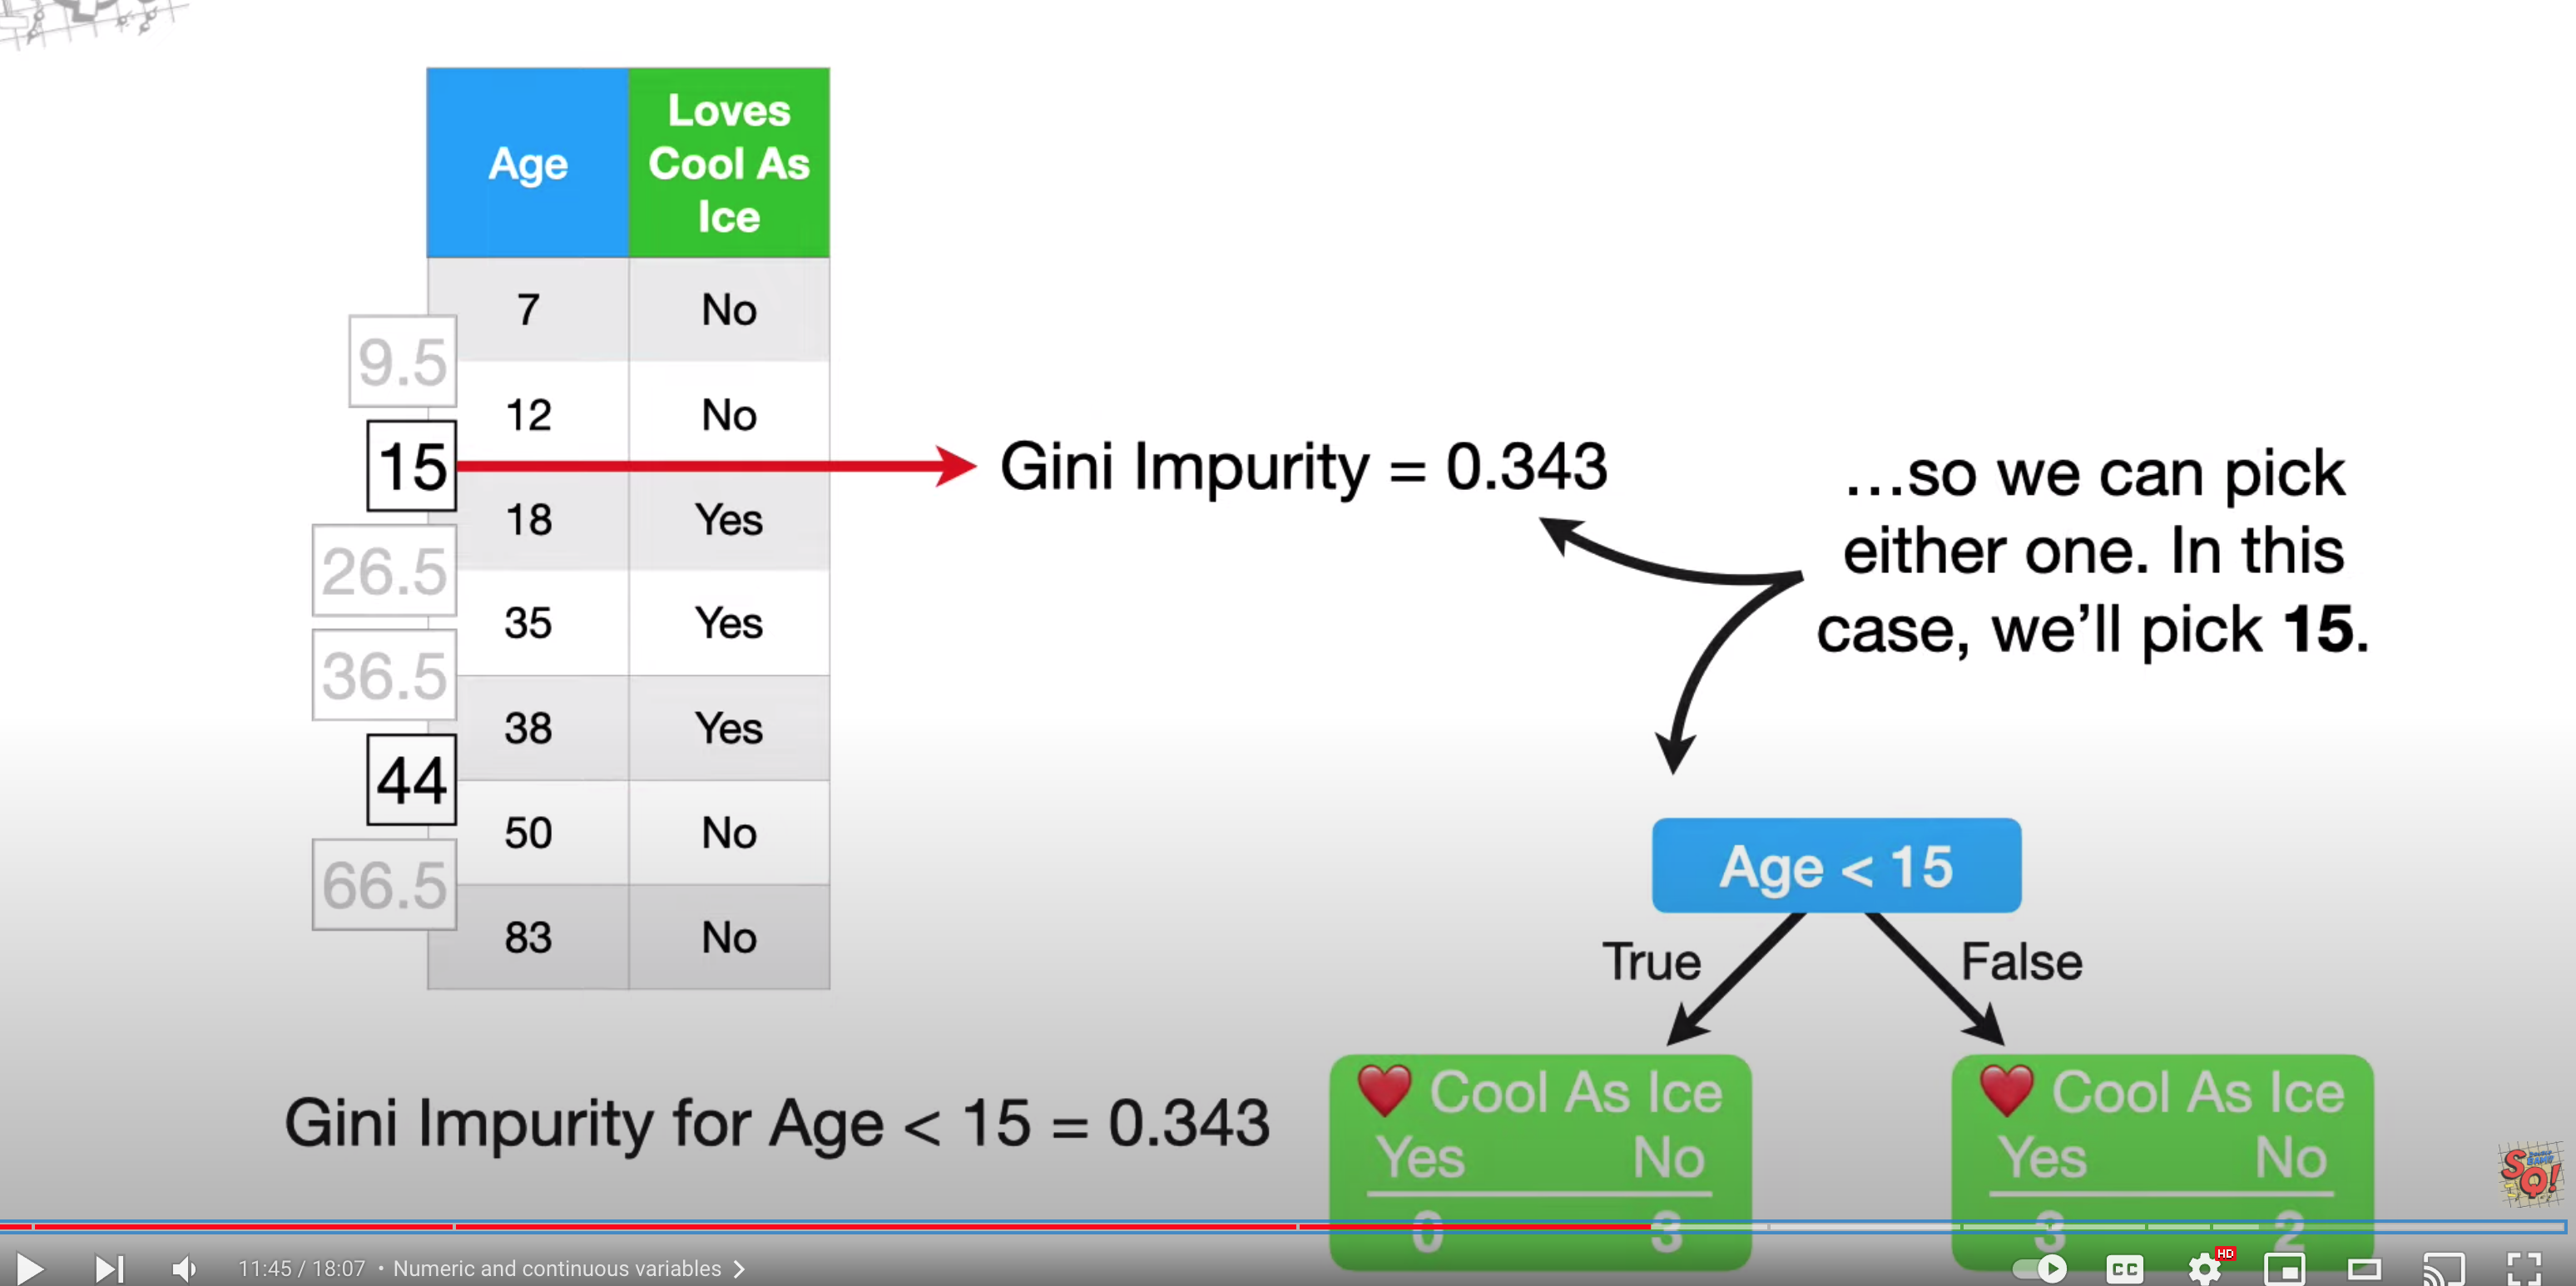 Age
Loves
Cool As
Ice
7 No
9.5
12 No
15
18 Yes
26.5
35 Yes
36.5
38 Yes
44
50 No
66.5
83 No
Gini Impurity = 0.343
...so we can pick
either one. In this
case, we’ll pick 15.
Age < 15
True False
Gini Impurity for Age < 15 = 0.343
Cool As Ice
Yes No
0 3
Cool As Ice
Yes No
3 2
SQ!
11:45 / 18:07 • Numeric and continuous variables
CC
HD